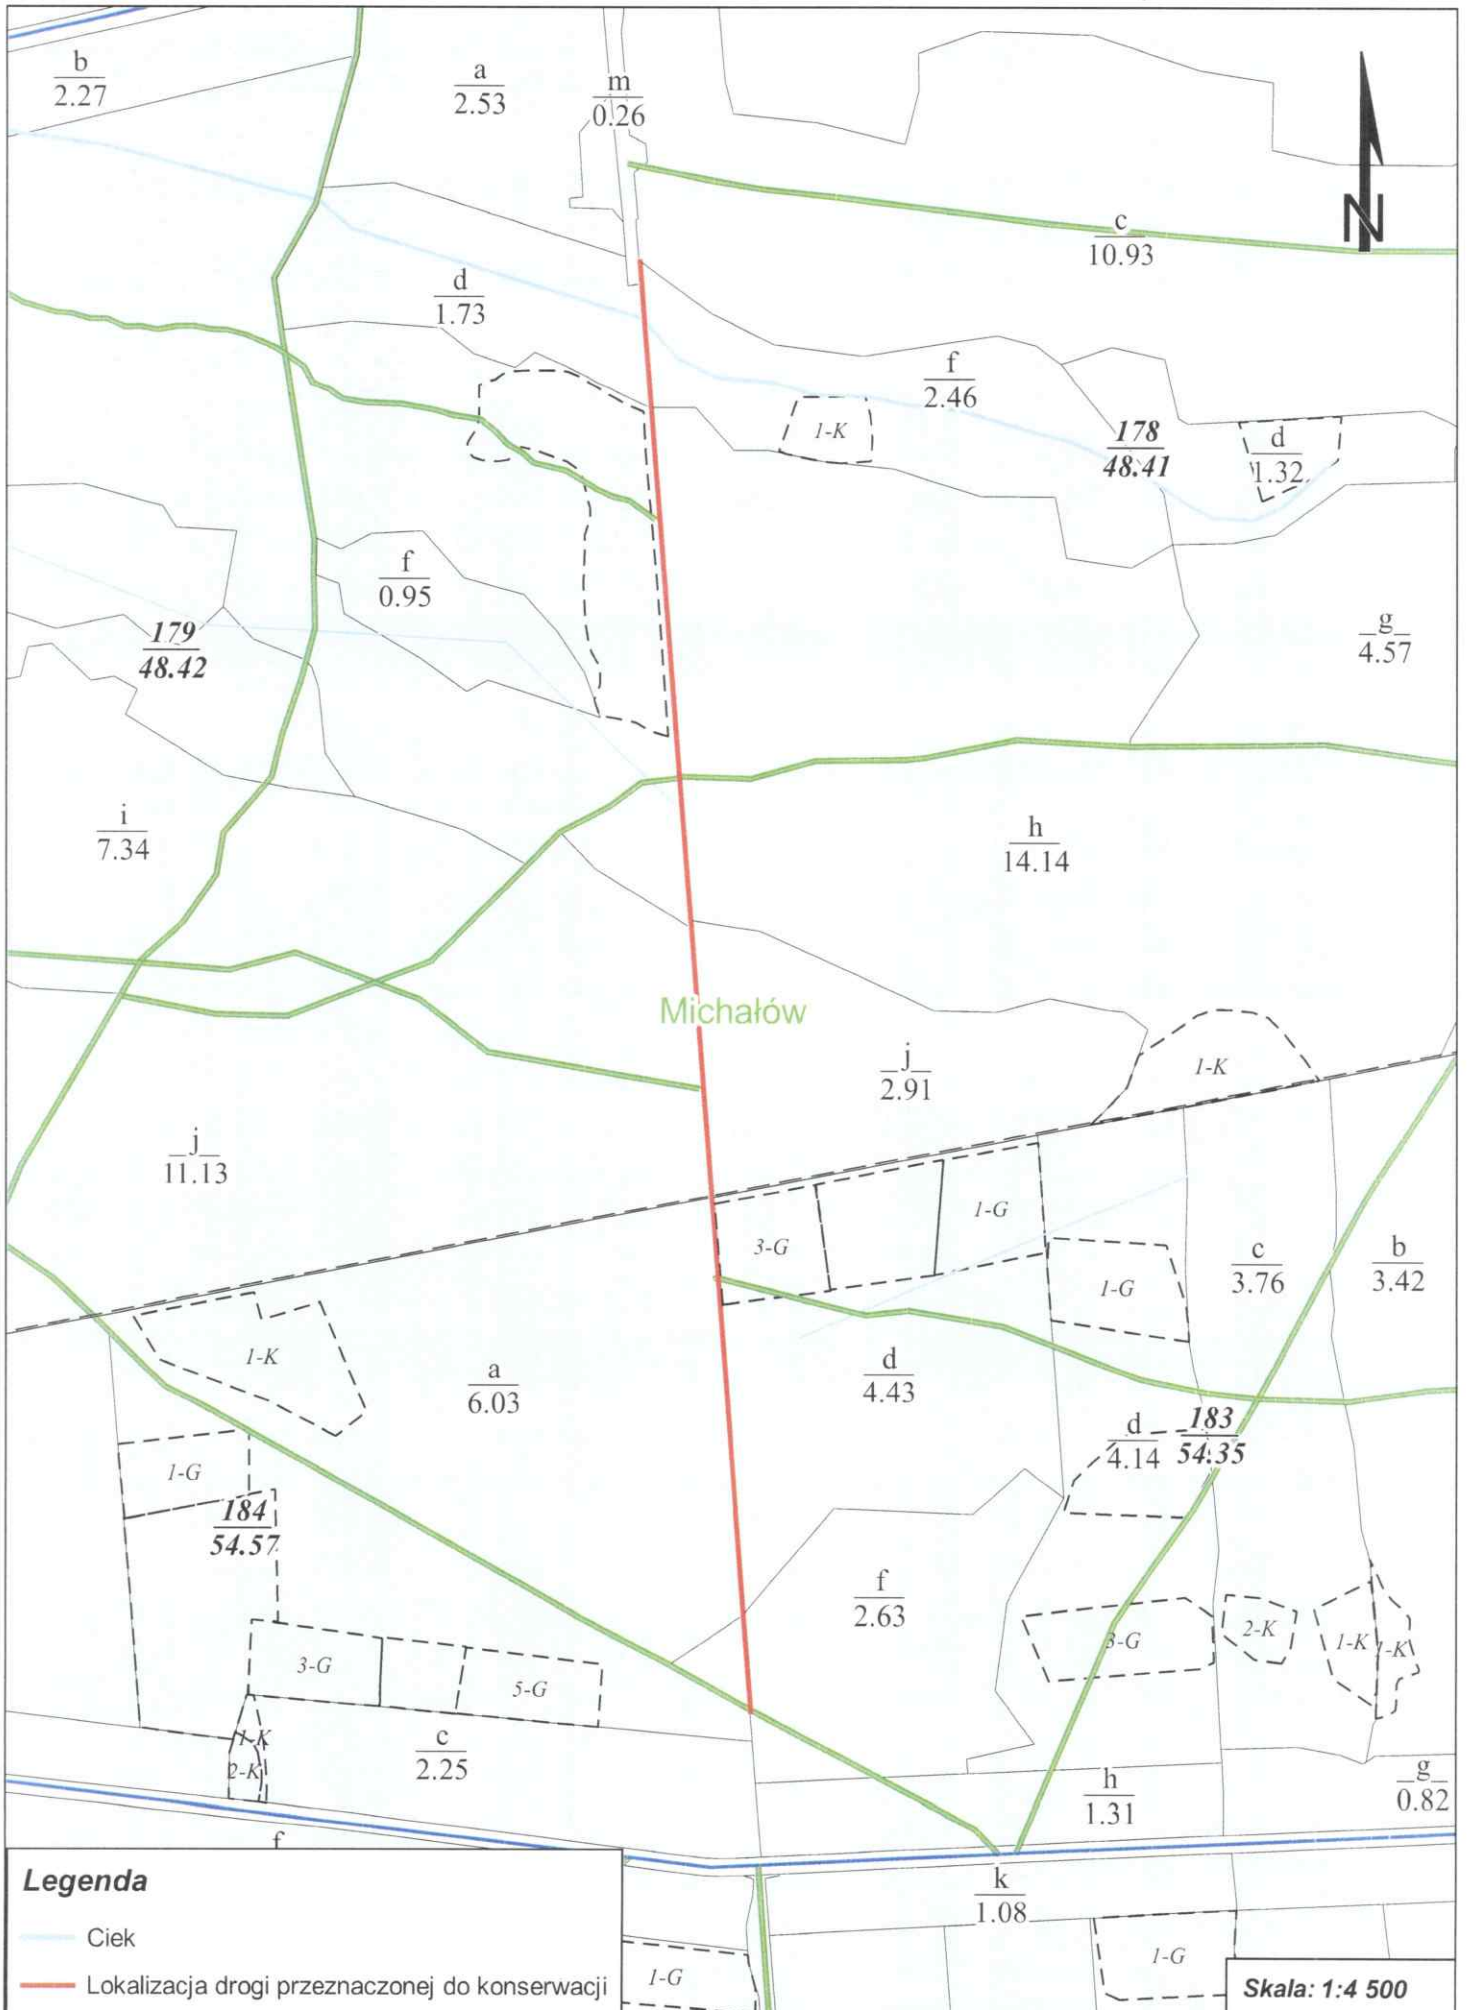 b
2.27
a
2.53
m
0.26
c
10.93
N
d
1.73
f
2.46
1-K
178
48.41
d
1.32
f
0.95
179
48.42
g
4.57
i
7.34
h
14.14
Michałów
j
2.91
1-K
j
11.13
3-G
1-G
1-G
c
3.76
b
3.42
1-K
a
6.03
d
4.43
d
4.14
183
54.35
1-G
184
54.57
f
2.63
3-G
2-K
1-K
1-K
3-G
5-G
1-K
2-K
c
2.25
h
1.31
g
0.82
f
k
1.08
1-G
1-G
Legenda
Ciek
Lokalizacja drogi przeznaczonej do konserwacji
Skala: 1:4 500